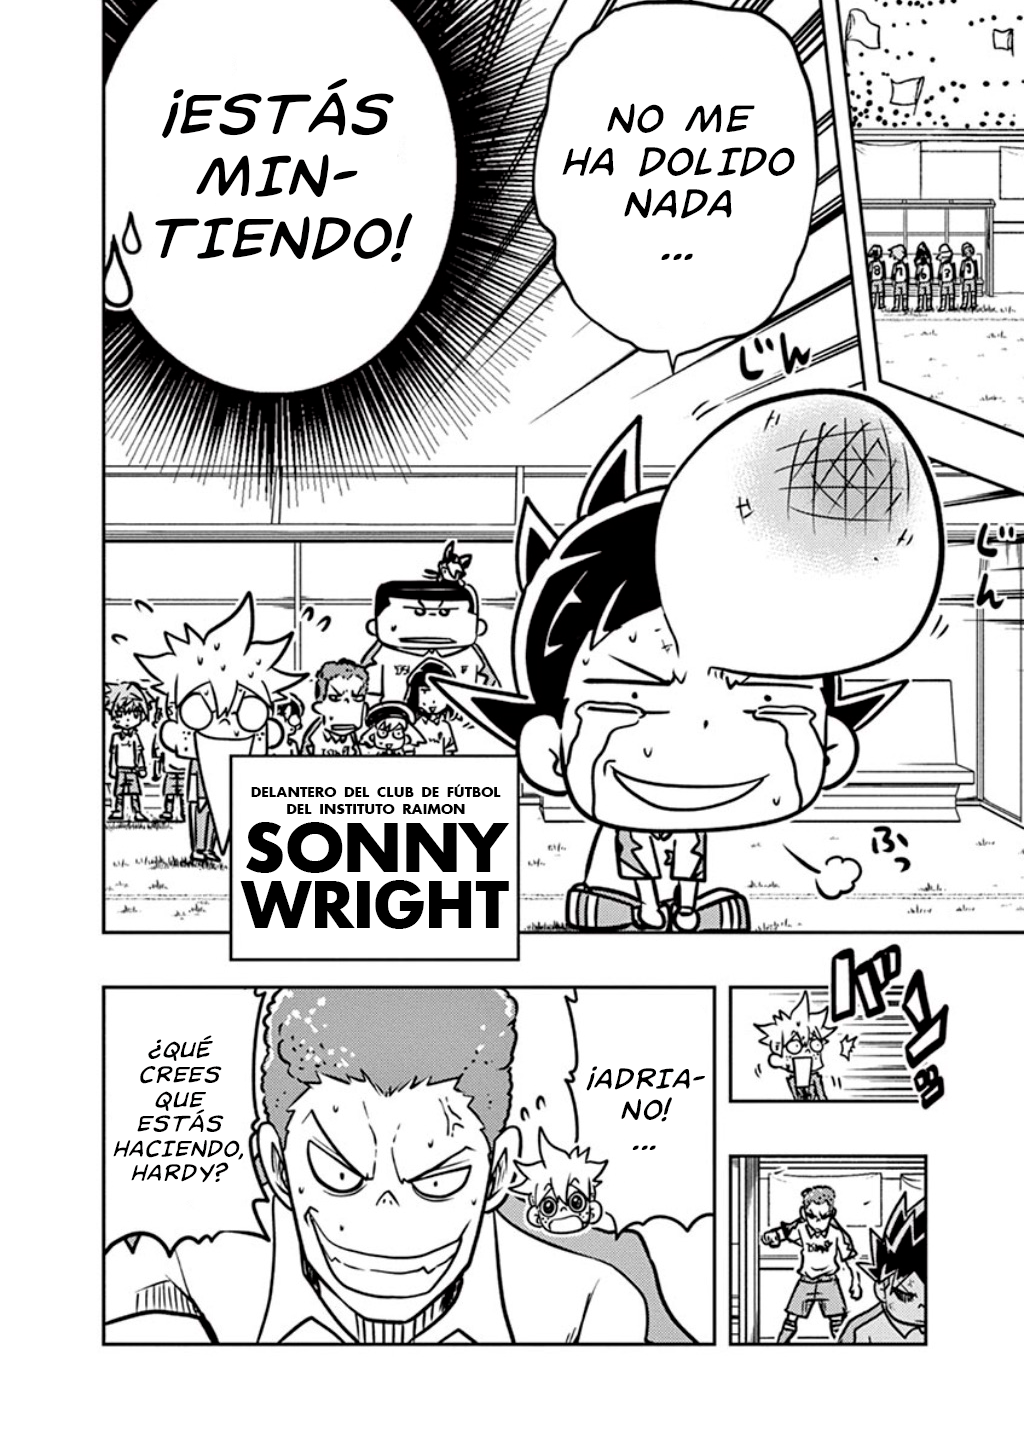 NO ME
HA DOLIDO
NADA
...
¡ESTÁS
MIN-
TIENDO!
じん
じん
ふっ
DELANTERO DEL CLUB DE FÚTBOL
DEL INSTITUTO RAIMON
SONNY
WRIGHT
¡ADRIA-
NO!
...
¿QUÉ
CREES
QUE
ESTÁS
HACIENDO,
HARDY?